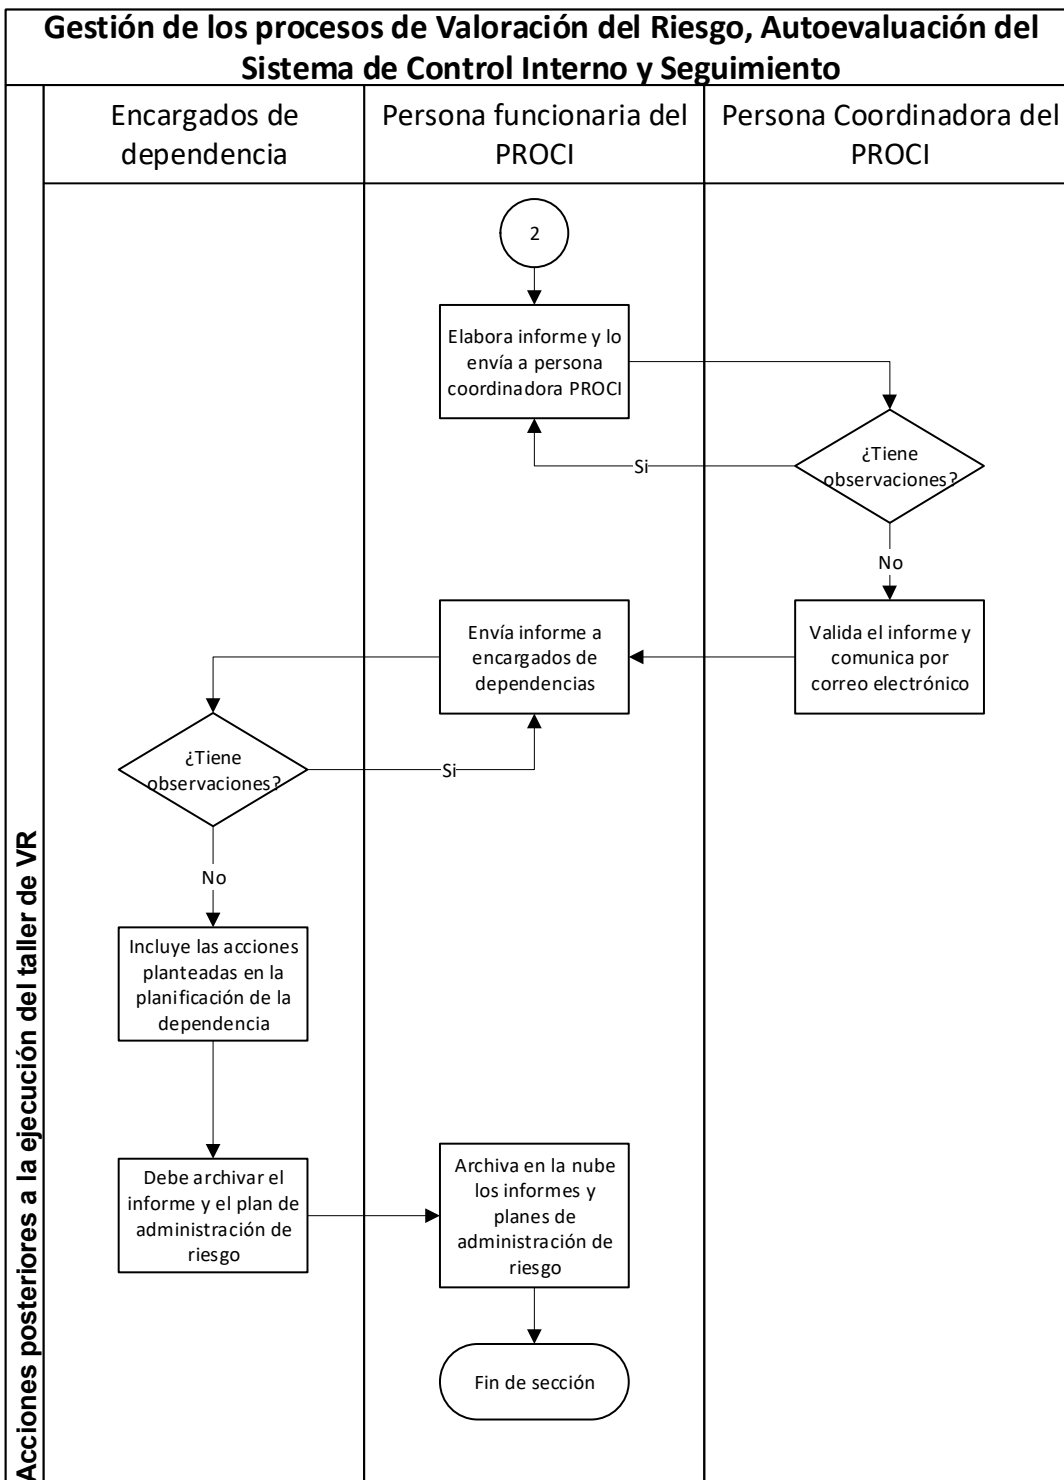 Gestión de los procesos de Valoración del Riesgo, Autoevaluación del
Sistema de Control Interno y Seguimiento
Encargados de
dependencia
Persona funcionaria del
PROCI
Persona Coordinadora del
PROCI
Acciones posteriores a la ejecución del taller de VR
2
Elabora informe y lo
envía a persona
coordinadora PROCI
¿Tiene
observaciones?
Si
No
Valida el informe y
comunica por
correo electrónico
Envía informe a
encargados de
dependencias
¿Tiene
observaciones?
Si
No
Incluye las acciones
planteadas en la
planificación de la
dependencia
Debe archivar el
informe y el plan de
administración de
riesgo
Archiva en la nube
los informes y
planes de
administración de
riesgo
Fin de sección